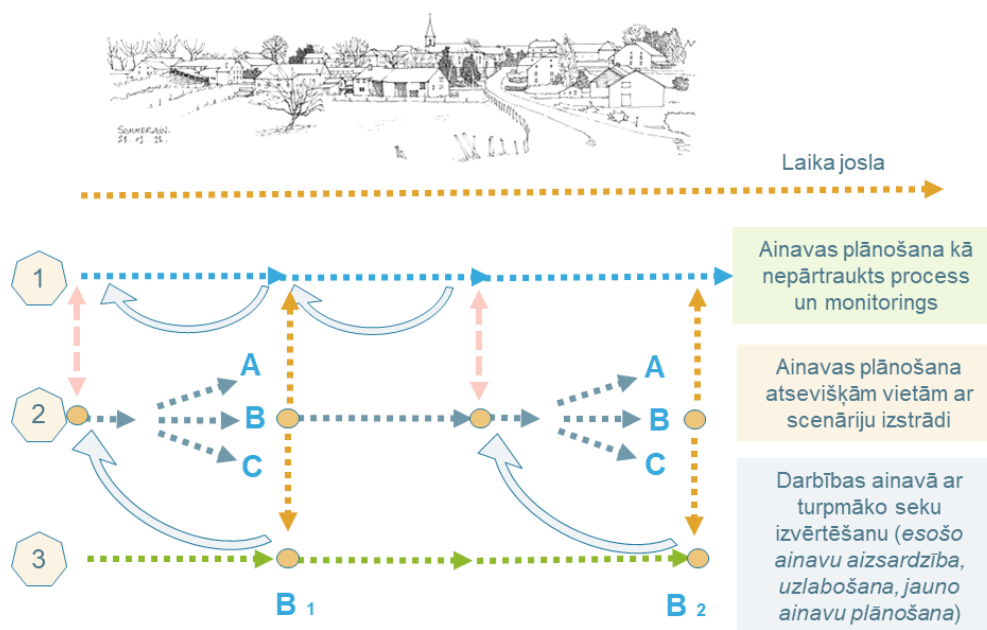 SOMMERAIN.
Laika josla
1
Ainavas plānošana kā
nepārtraukts process
un monitorings
A
A
2
B
B
Ainavas plānošana
atsevišķām vietām ar
scenāriju izstrādi
C
C
3
Darbības ainavā ar
turpmāko seku
izvērtēšanu (esošo
ainavu aizsardzība,
uzlabošana, jauno
ainavu plānošana)
B 1
B 2